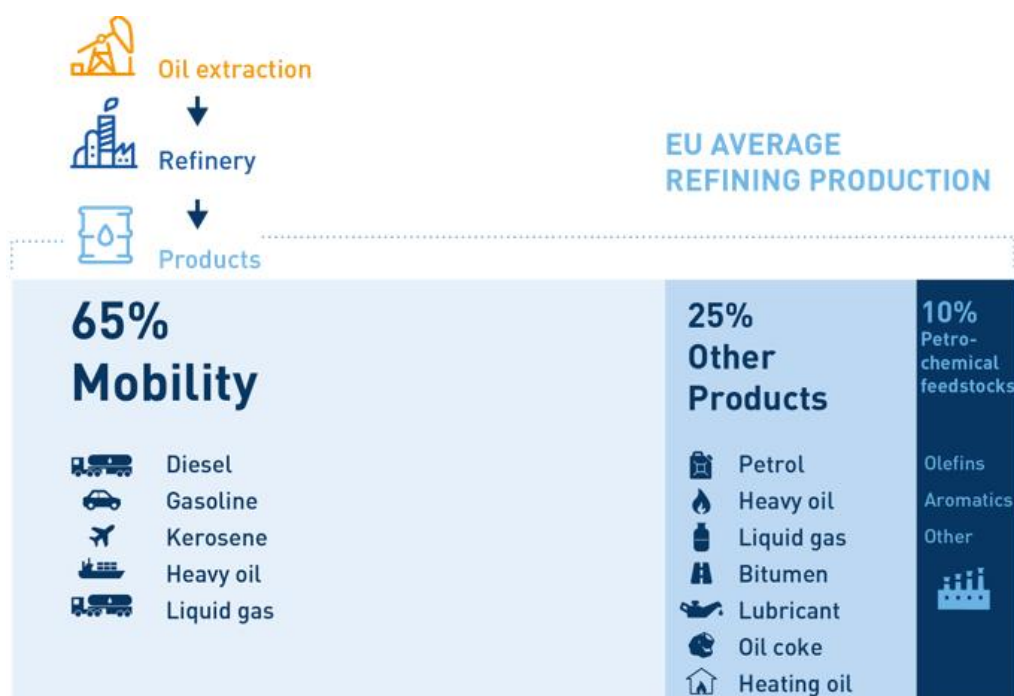 Oil extraction
Refinery
EU AVERAGE
REFINING PRODUCTION
Products
65%
Mobility
Diesel
Gasoline
Kerosene
Heavy oil
Liquid gas
25%
Other
Products
Petrol
Heavy oil
Liquid gas
Bitumen
Lubricant
Oil coke
Heating oil
10%
Petro-
chemical
feedstocks
Olefins
Aromatics
Other